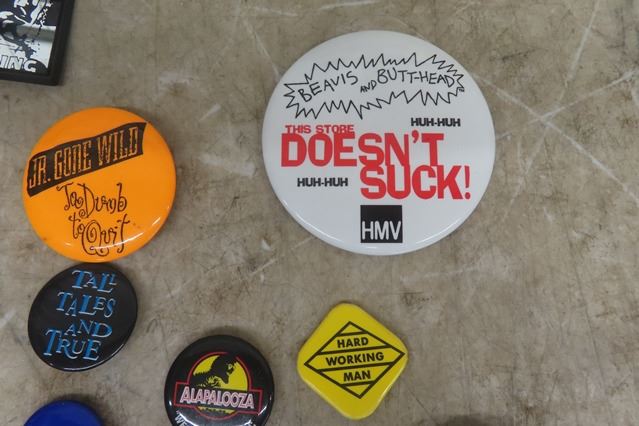 ING
BEAVIS AND BUTT-HEAD
HUH-HUH
THIS STORE
DOESN'T
HUH-HUH
SUCK!
HMV
JR. GONE WILD
Too Dumb
to Quit
TALL
TALES
AND
TRUE
ALAPALOOZA
HARD
WORKING
MAN